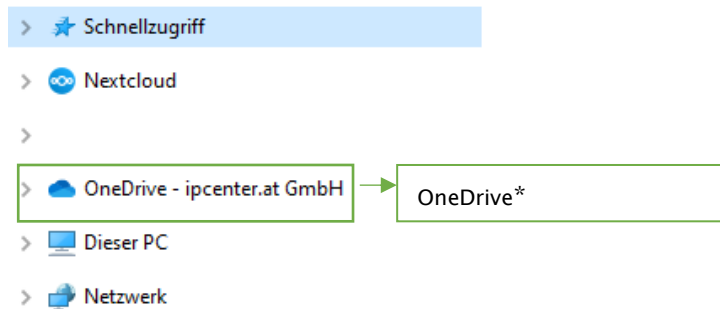 Schnellzugriff
Nextcloud
OneDrive - ipcenter.at GmbH
OneDrive*
Dieser PC
Netzwerk